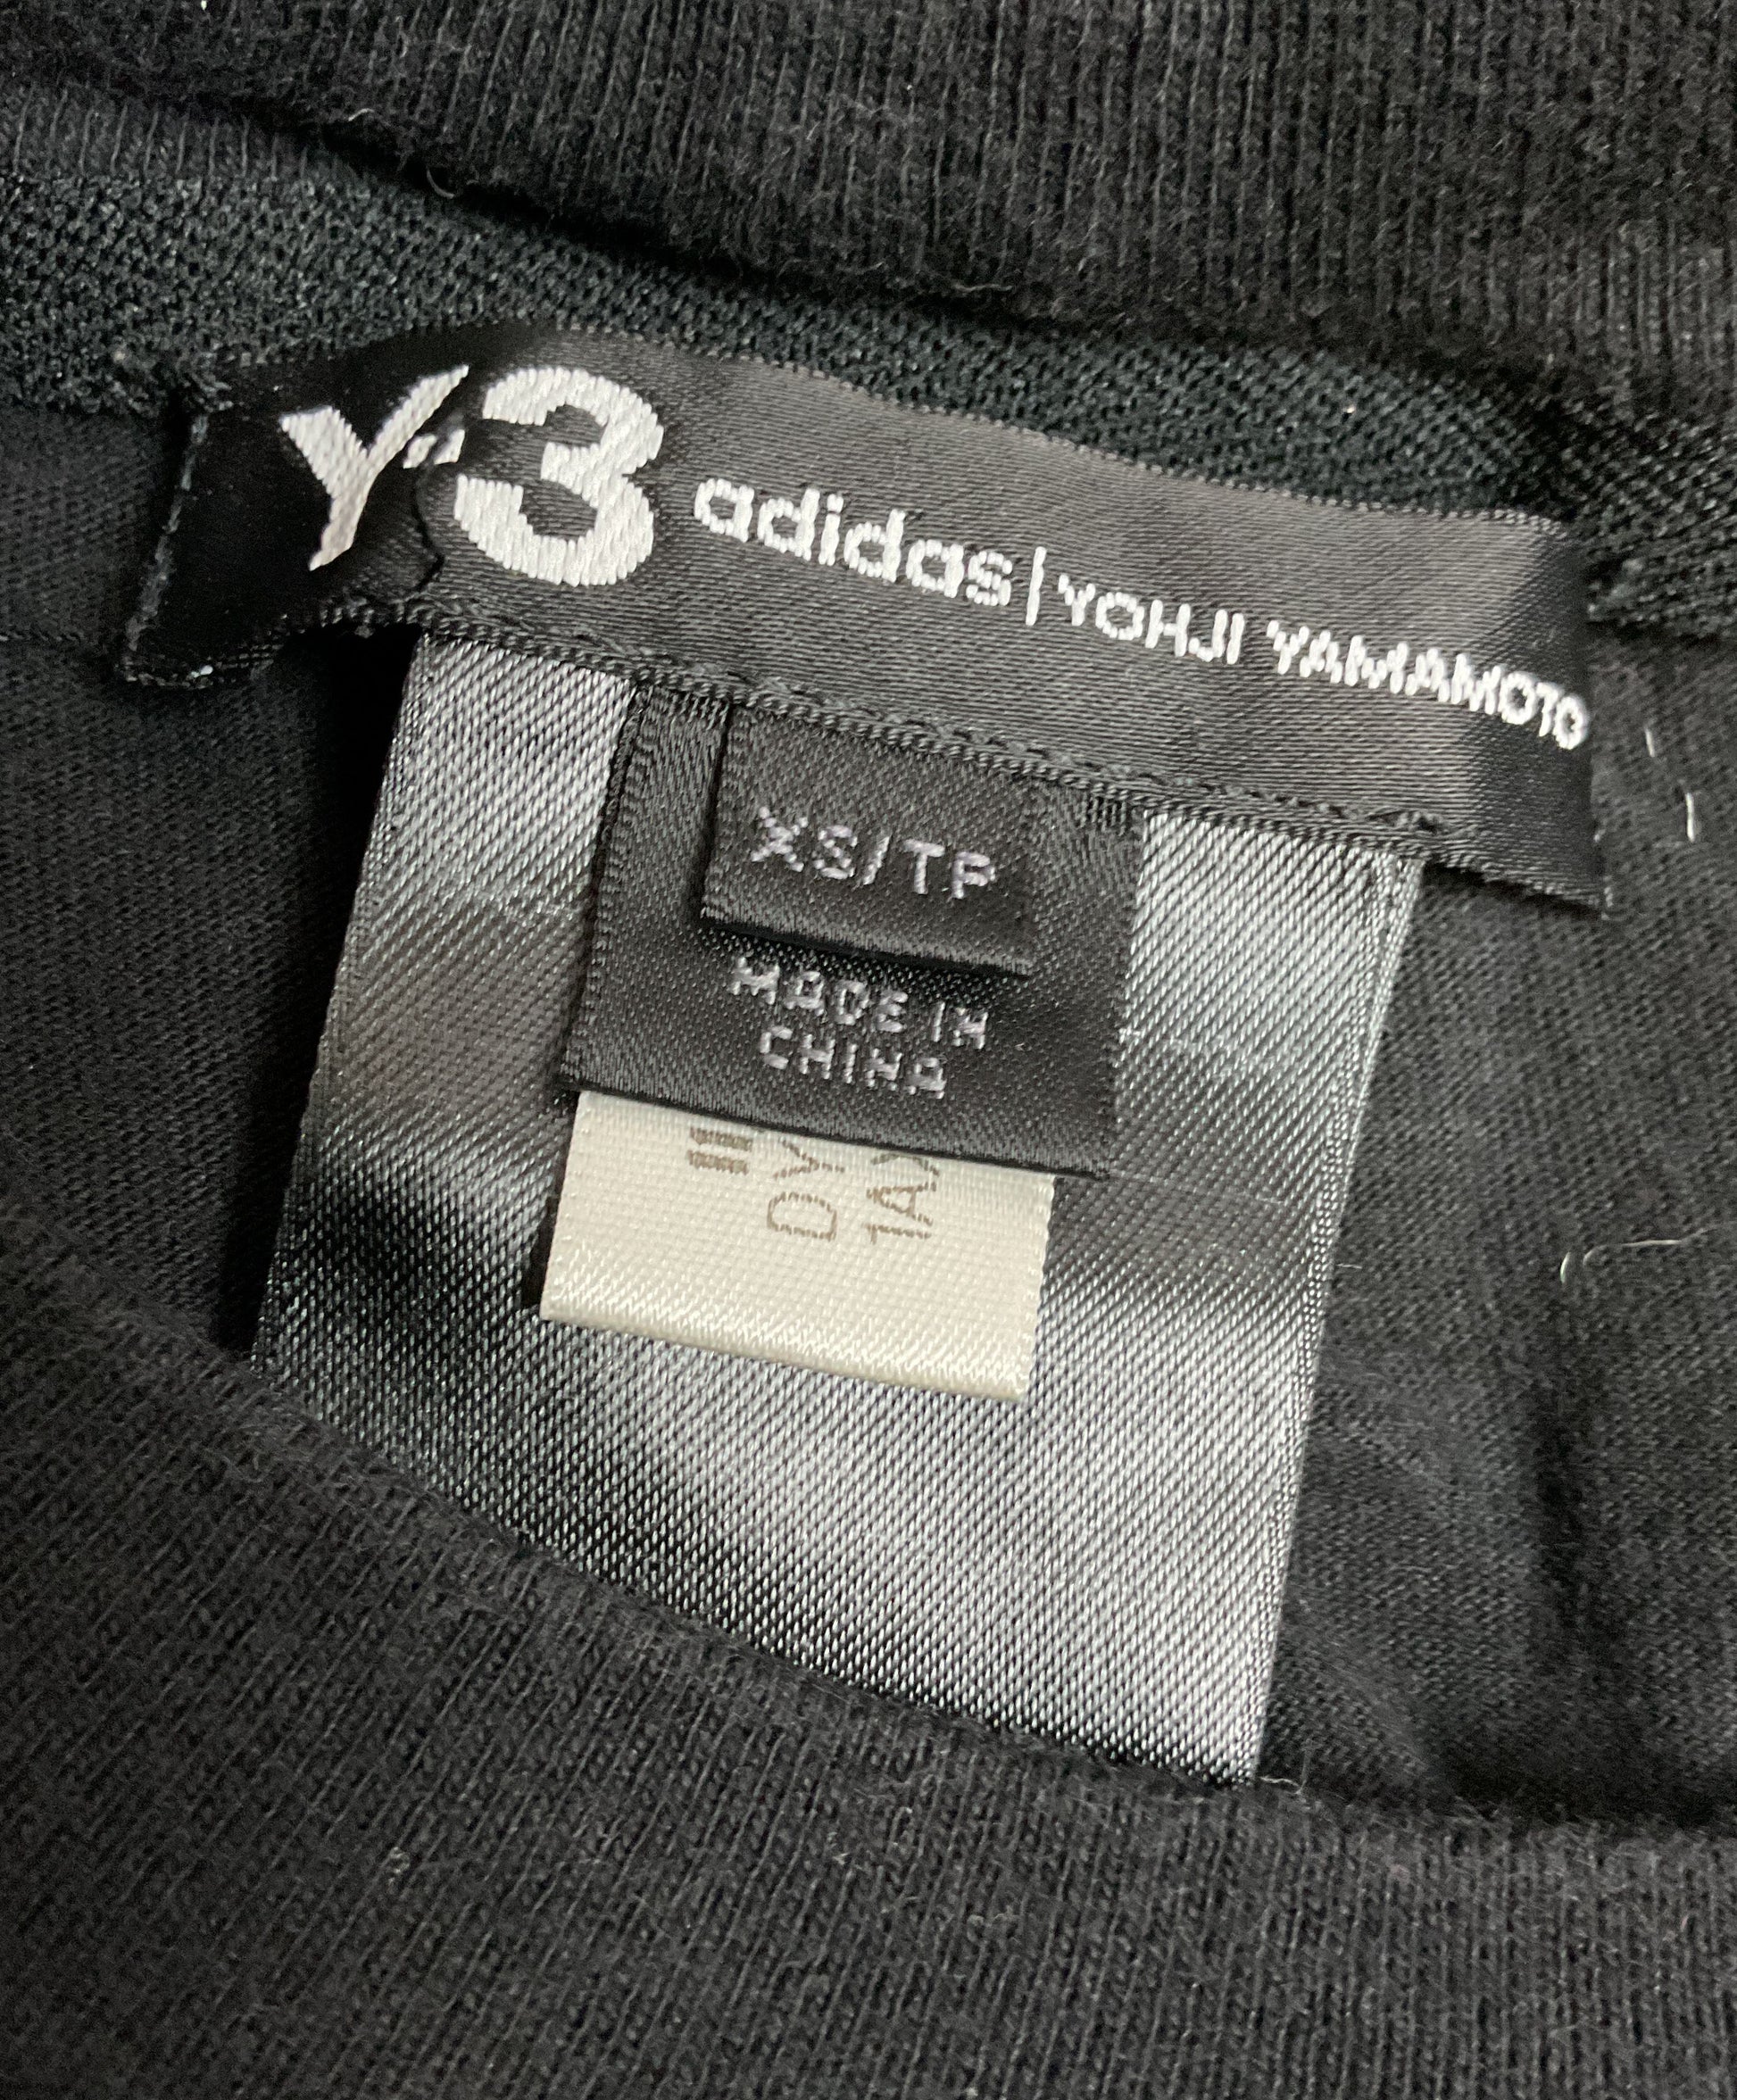 Y-3 adidas | YOHJI YAMAMOTO
XS/TP
MADE IN
CHINA